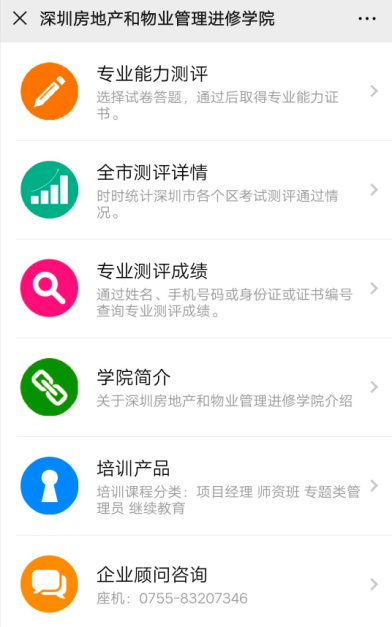 深圳房地产和物业管理进修学院
专业能力测评
选择试卷答题，通过后取得专业能力证
书。
全市测评详情
时时统计深圳市各个区考试测评通过情
况。
专业测评成绩
通过姓名、手机号码或身份证或证书编号
查询专业测评成绩。
学院简介
关于深圳房地产和物业管理进修学院介绍
培训产品
培训课程分类：项目经理 师资班 专题类管
理员 继续教育
企业顾问咨询
座机：0755-83207346